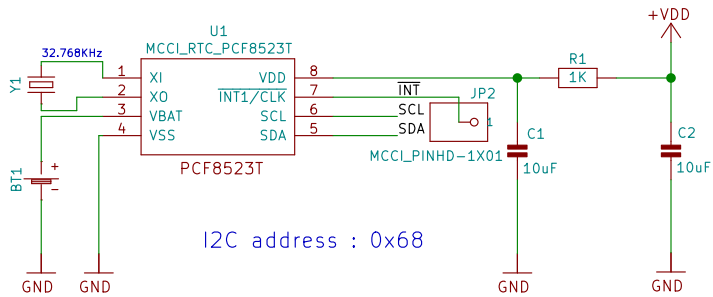 +VDD
U1
MCCI_RTC_PCF8523T
32.768KHz
Y1
1 XI VDD 8
2 XO INT1/CLK 7
3 VBAT SCL 6
4 VSS SDA 5
INT
SCL
SDA
JP2
1
MCCI_PINHD-1X01
R1
1K
C1
10uF
C2
10uF
PCF8523T
BT1
+
-
I2C address : 0x68
GND
GND
GND
GND